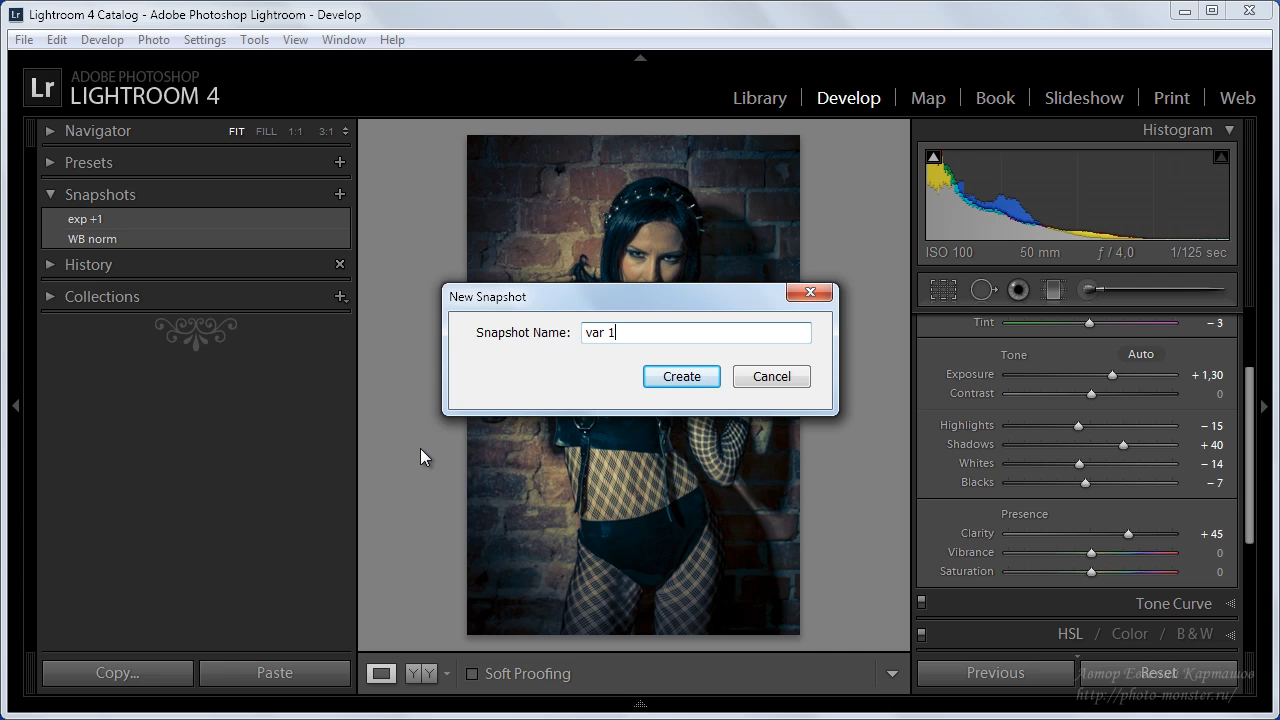 Lightroom 4 Catalog - Adobe Photoshop Lightroom - Develop
File Edit Develop Photo Settings Tools View Window Help
Lr ADOBE PHOTOSHOP
LIGHTROOM 4
Library | Develop | Map | Book | Slideshow | Print | Web
Navigator FIT FILL 1:1 3:1
Presets
Snapshots
exp +1
WB norm
History
Collections
Copy...
Paste
New Snapshot
Snapshot Name: var 1
Create
Cancel
Soft Proofing
Histogram
ISO 100 50 mm ƒ / 4,0 1/125 sec
Tint – 3
Tone Auto
Exposure + 1,30
Contrast 0
Highlights – 15
Shadows + 40
Whites – 14
Blacks – 7
Presence
Clarity + 45
Vibrance 0
Saturation 0
Tone Curve
HSL / Color / B & W
Previous
Reset
Автор Евгений Карташов
http://photo-monster.ru/